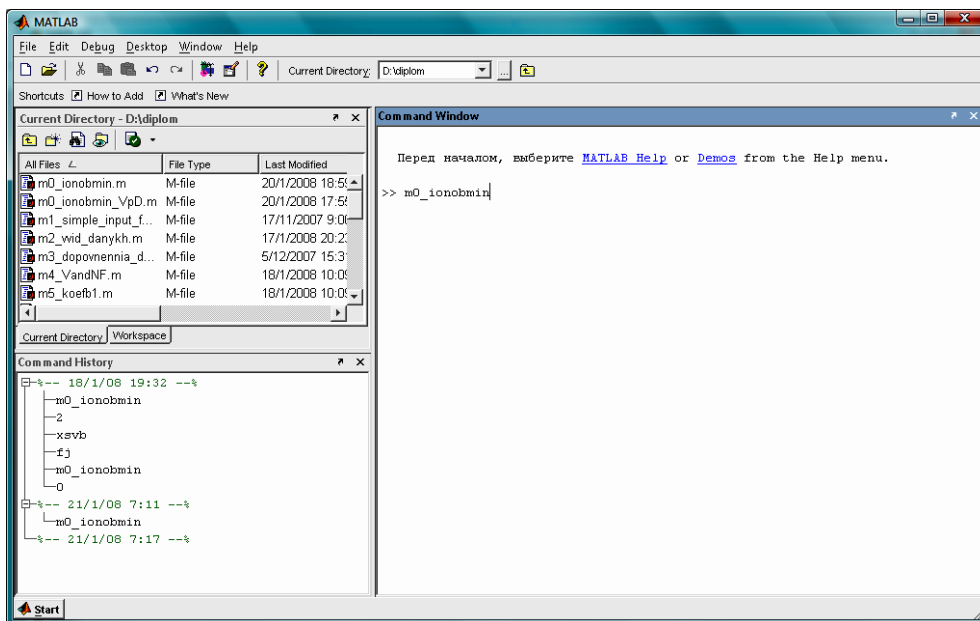 MATLAB
File Edit Debug Desktop Window Help
Current Directory: D:\diplom ...
Shortcuts How to Add What's New
Current Directory - D:\diplom
All Files File Type Last Modified
m0_ionobmin.m M-file 20/1/2008 18:5
m0_ionobmin_VpD.m M-file 20/1/2008 17:5
m1_simple_input_f... M-file 17/11/2007 9:0
m2_wid_danykh.m M-file 17/1/2008 20:2
m3_dopovnennia_d... M-file 5/12/2007 15:3
m4_VandNF.m M-file 18/1/2008 10:0
m5_koefb1.m M-file 18/1/2008 10:0
Current Directory Workspace
Command History
%-- 18/1/08 19:32 --%
m0_ionobmin
2
xsvb
fj
m0_ionobmin
0
%-- 21/1/08 7:11 --%
m0_ionobmin
%-- 21/1/08 7:17 --%
Command Window
Перед началом, выберите MATLAB Help or Demos from the Help menu.
>> m0_ionobmin
Start